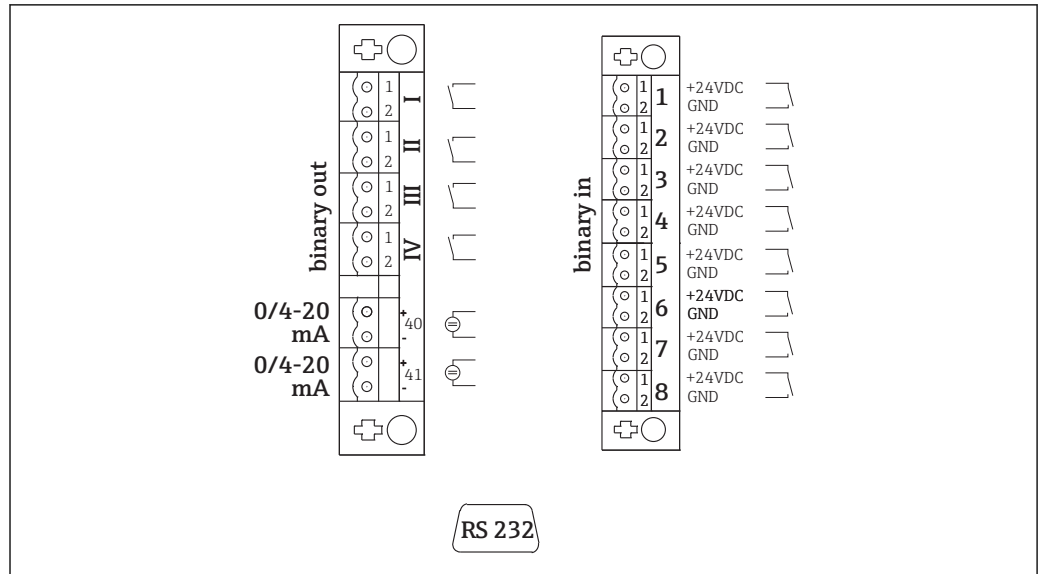 binary out
1
I
2
1
II
2
1
III
2
1
IV
2
0/4-20
mA
+
40
-
0/4-20
mA
+
41
-
binary in
1
1
+24VDC
2
GND
1
2
+24VDC
2
GND
1
3
+24VDC
2
GND
1
4
+24VDC
2
GND
1
5
+24VDC
2
GND
1
6
+24VDC
2
GND
1
7
+24VDC
2
GND
1
8
+24VDC
2
GND
RS 232